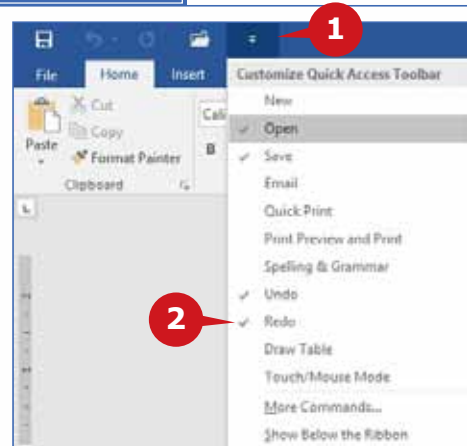 1
File Home Insert
Customize Quick Access Toolbar
Cut
Copy
Paste
Format Painter
Clipboard
Cali
B
L
New
Open
Save
Email
Quick Print
Print Preview and Print
Spelling & Grammar
Undo
2
Redo
Draw Table
Touch/Mouse Mode
More Commands...
Show Below the Ribbon